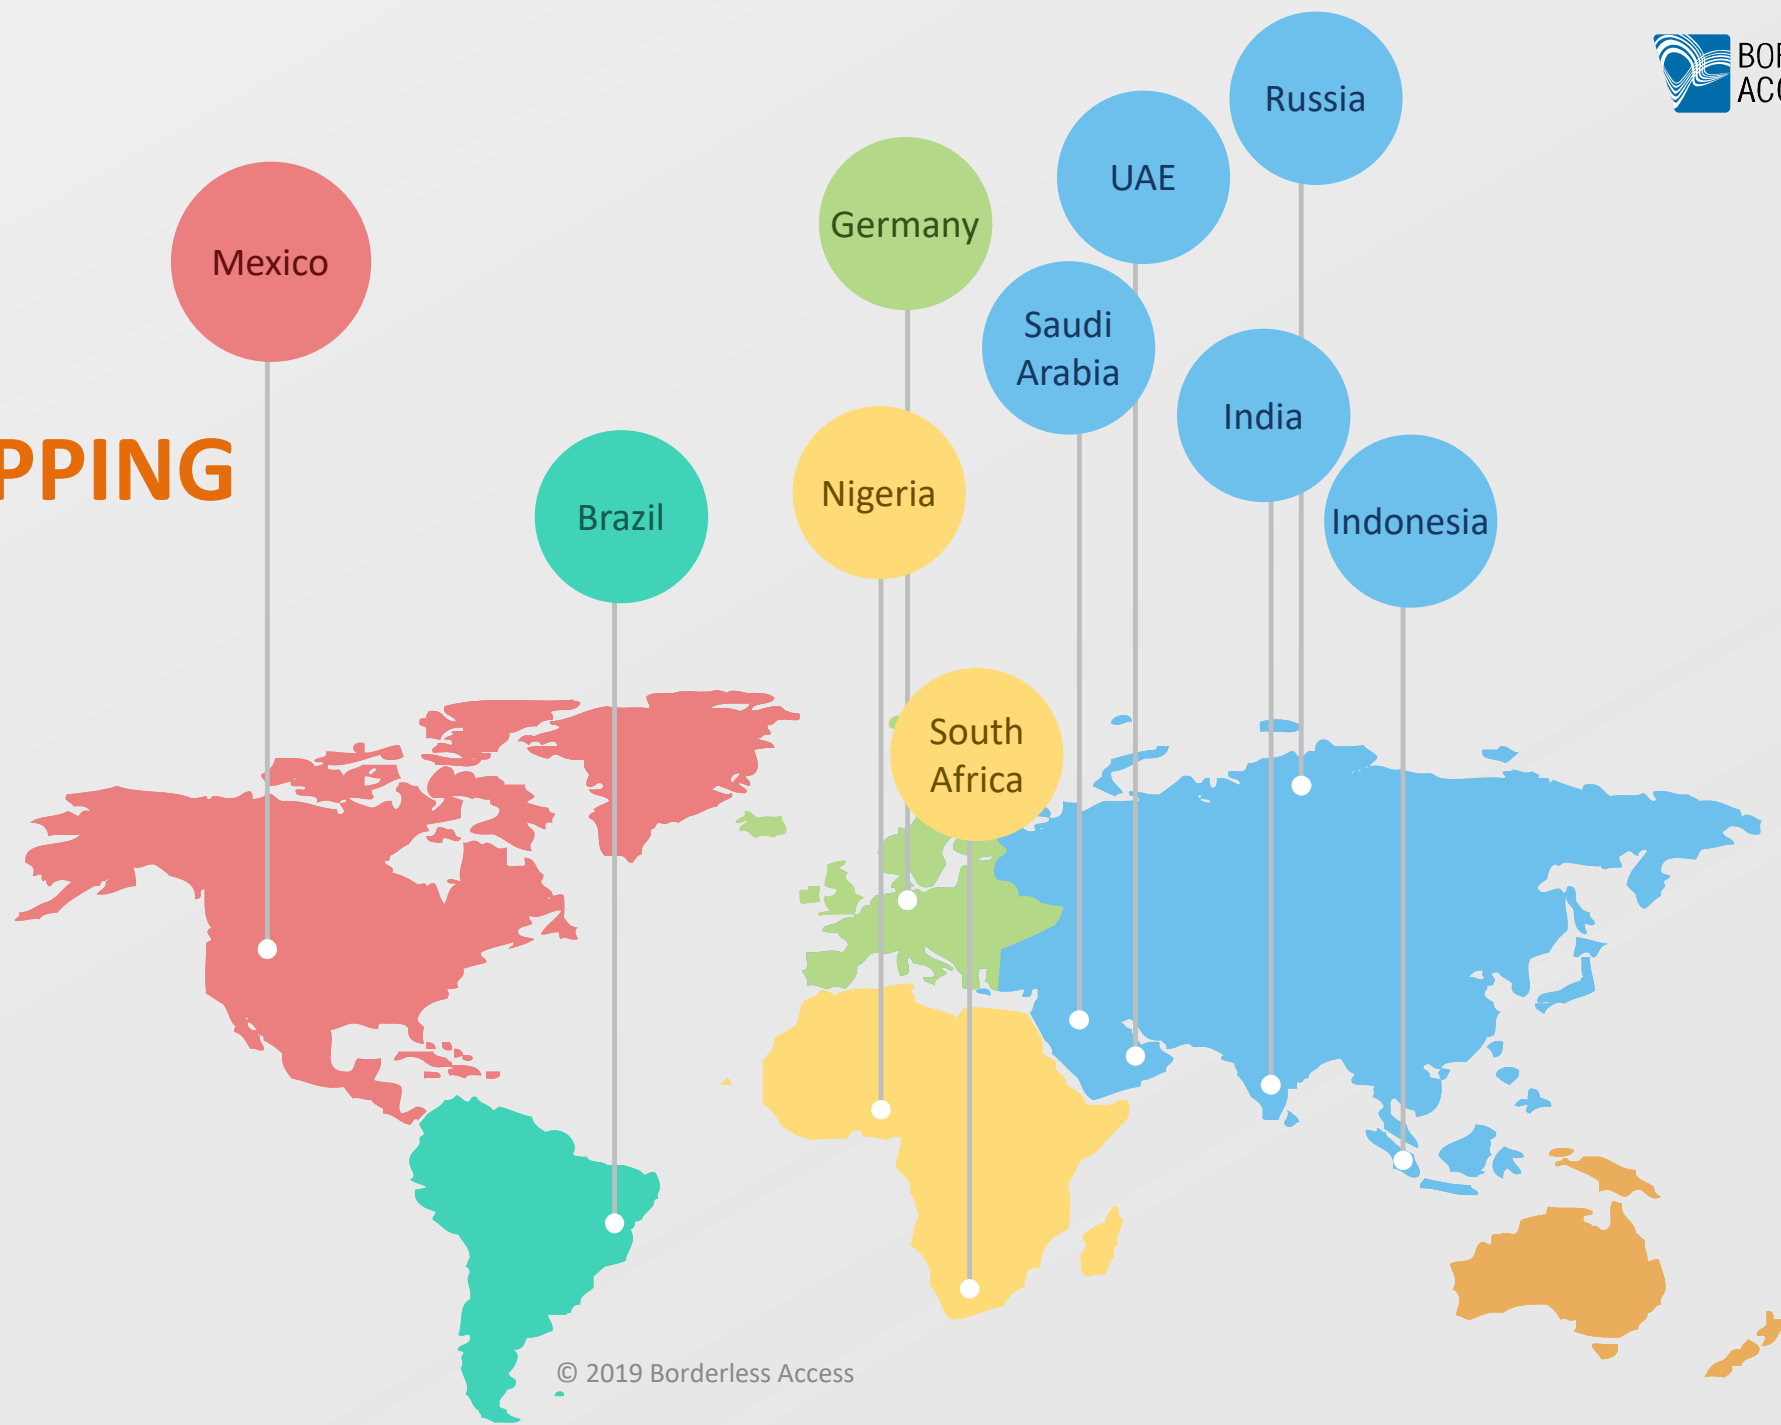 Russia
UAE
Germany
Mexico
Saudi
Arabia
India
PPING
Nigeria
Brazil
Indonesia
South
Africa
© 2019 Borderless Access